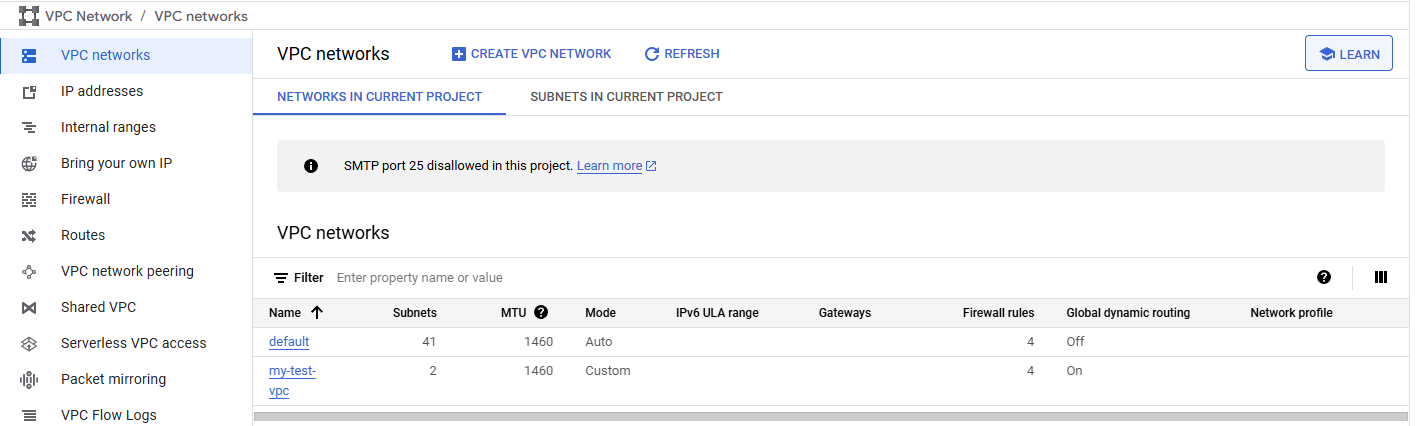 VPC Network / VPC networks
VPC networks
IP addresses
Internal ranges
Bring your own IP
Firewall
Routes
VPC network peering
Shared VPC
Serverless VPC access
Packet mirroring
VPC Flow Logs
VPC networks CREATE VPC NETWORK REFRESH LEARN
NETWORKS IN CURRENT PROJECT SUBNETS IN CURRENT PROJECT
SMTP port 25 disallowed in this project. Learn more
VPC networks
Filter Enter property name or value
Name Subnets MTU Mode IPv6 ULA range Gateways Firewall rules Global dynamic routing Network profile
default 41 1460 Auto 4 Off
my-test- 2 1460 Custom 4 On
vpc